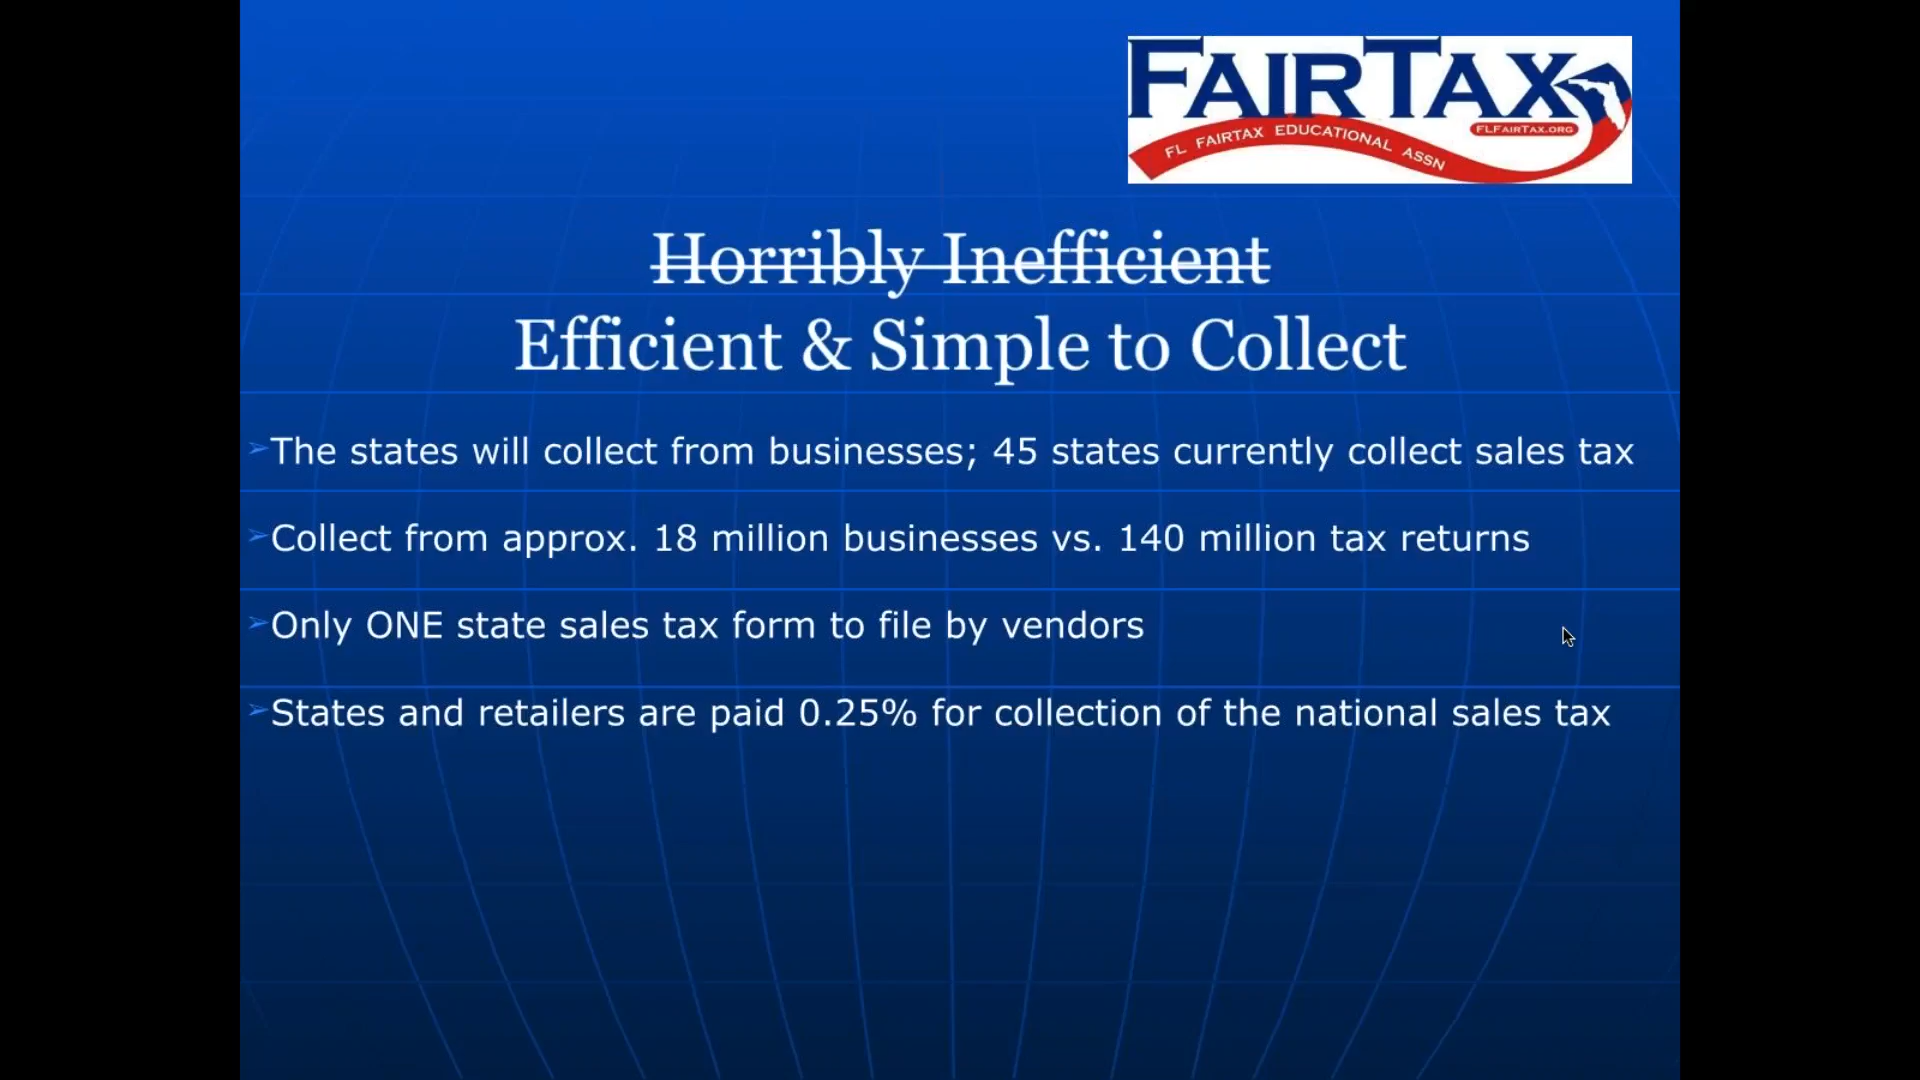 FAIRTAX
FLFAIRTAX.ORG
FL FAIRTAX EDUCATIONAL ASSN
Horribly Inefficient
Efficient & Simple to Collect
➢The states will collect from businesses; 45 states currently collect sales tax
➢Collect from approx. 18 million businesses vs. 140 million tax returns
➢Only ONE state sales tax form to file by vendors
➢States and retailers are paid 0.25% for collection of the national sales tax